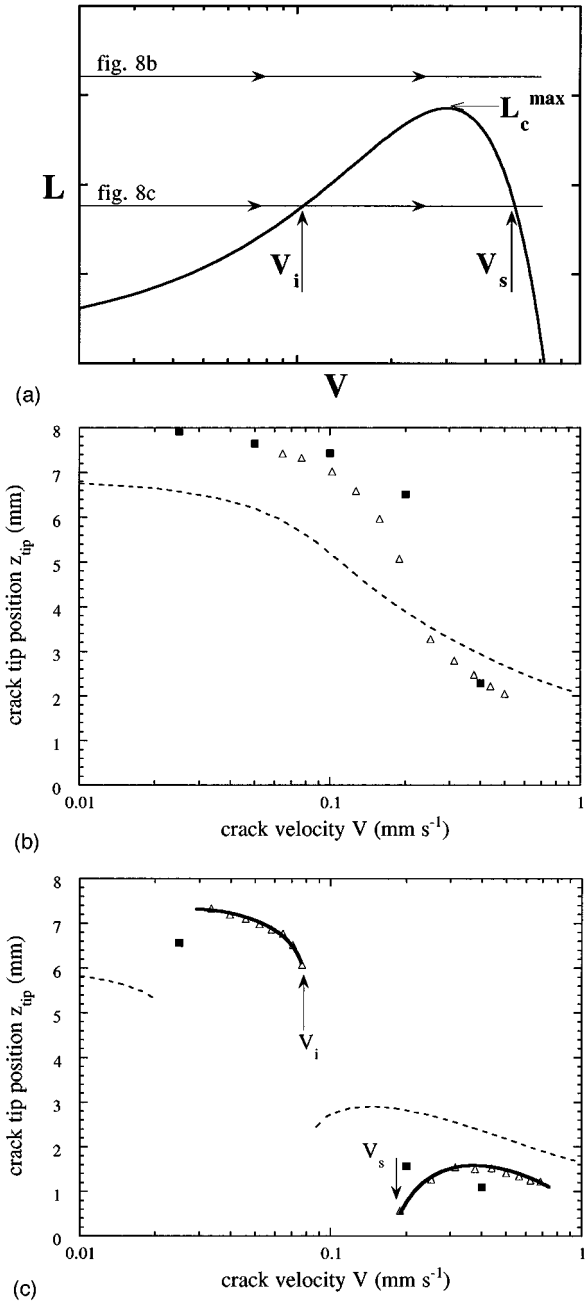 fig. 8b
L_c^max
L
fig. 8c
V_i
V_s
V
(a)
8
7
6
5
4
3
2
1
0
crack tip position z_tip (mm)
0.01
0.1
1
crack velocity V (mm s^-1)
(b)
8
7
6
5
4
3
2
1
0
crack tip position z_tip (mm)
V_i
V_s
0.01
0.1
1
crack velocity V (mm s^-1)
(c)